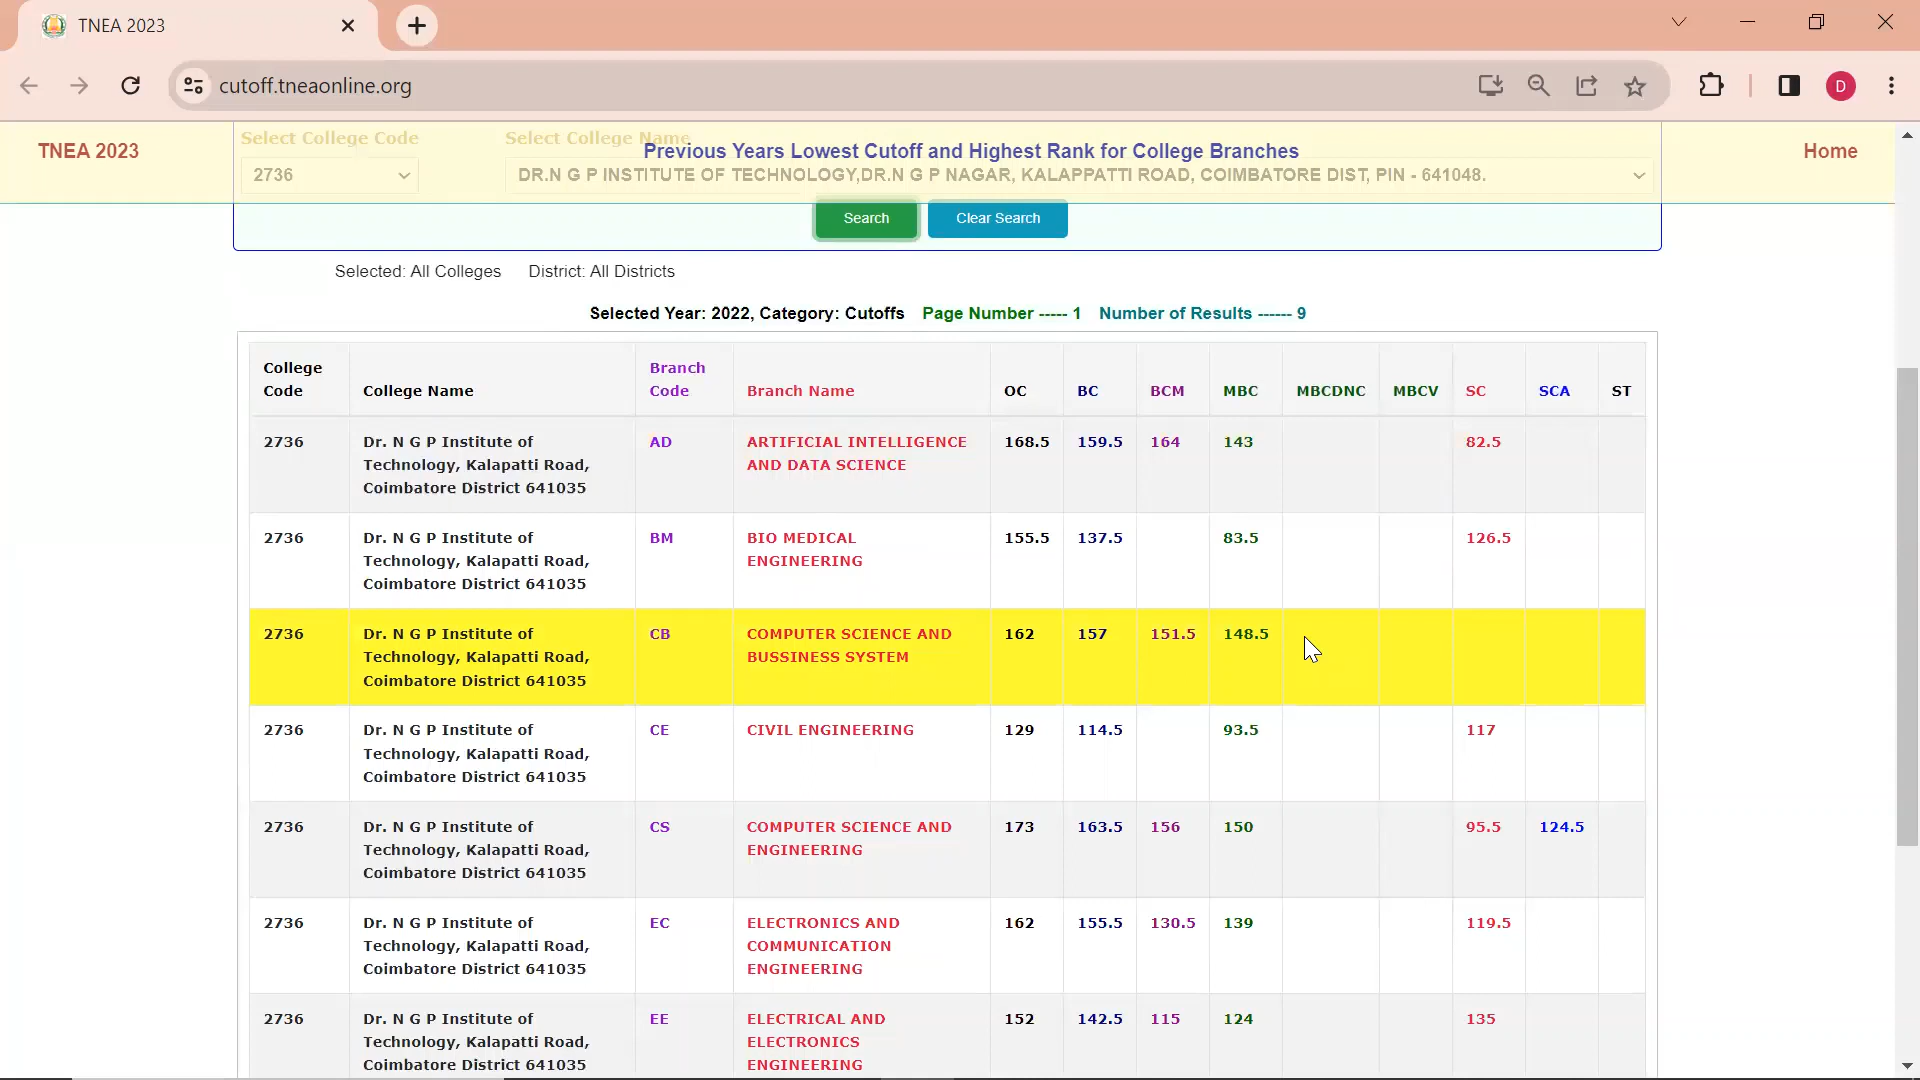 TNEA 2023
cutoff.tneaonline.org
D
Select College Code Select College Name
TNEA 2023 Previous Years Lowest Cutoff and Highest Rank for College Branches Home
2736 DR.N G P INSTITUTE OF TECHNOLOGY,DR.N G P NAGAR, KALAPPATTI ROAD, COIMBATORE DIST, PIN - 641048.
Search Clear Search
Selected: All Colleges District: All Districts
Selected Year: 2022, Category: Cutoffs Page Number ----- 1 Number of Results ------ 9
College Branch
Code College Name Code Branch Name OC BC BCM MBC MBCDNC MBCV SC SCA ST
2736 Dr. N G P Institute of AD ARTIFICIAL INTELLIGENCE 168.5 159.5 164 143 82.5
Technology, Kalapatti Road, AND DATA SCIENCE
Coimbatore District 641035
2736 Dr. N G P Institute of BM BIO MEDICAL 155.5 137.5 83.5 126.5
Technology, Kalapatti Road, ENGINEERING
Coimbatore District 641035
2736 Dr. N G P Institute of CB COMPUTER SCIENCE AND 162 157 151.5 148.5
Technology, Kalapatti Road, BUSSINESS SYSTEM
Coimbatore District 641035
2736 Dr. N G P Institute of CE CIVIL ENGINEERING 129 114.5 93.5 117
Technology, Kalapatti Road,
Coimbatore District 641035
2736 Dr. N G P Institute of CS COMPUTER SCIENCE AND 173 163.5 156 150 95.5 124.5
Technology, Kalapatti Road, ENGINEERING
Coimbatore District 641035
2736 Dr. N G P Institute of EC ELECTRONICS AND 162 155.5 130.5 139 119.5
Technology, Kalapatti Road, COMMUNICATION
Coimbatore District 641035 ENGINEERING
2736 Dr. N G P Institute of EE ELECTRICAL AND 152 142.5 115 124 135
Technology, Kalapatti Road, ELECTRONICS
Coimbatore District 641035 ENGINEERING